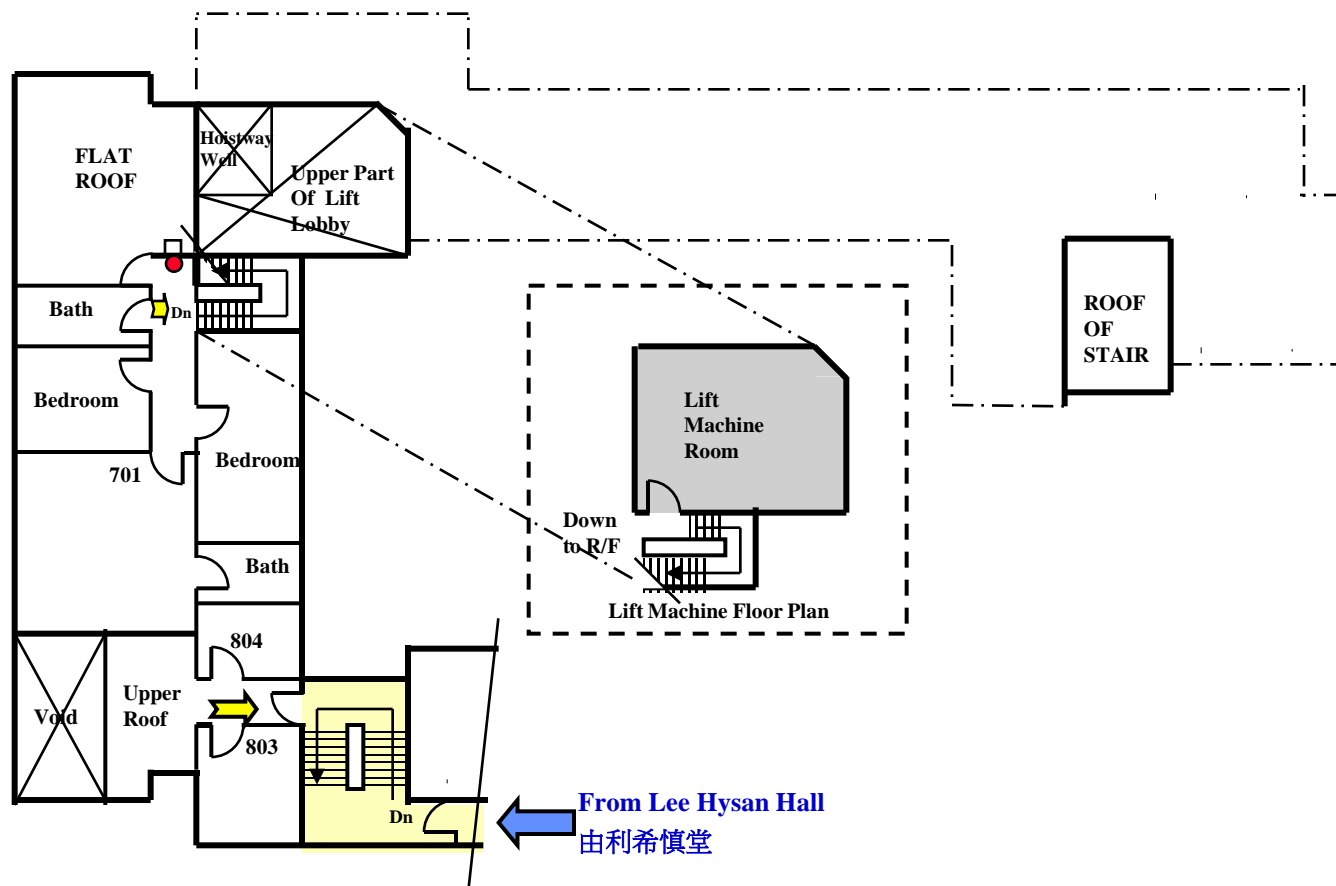 FLAT
ROOF
Hoistway
Well
Upper Part
Of Lift
Lobby
Bath
Dn
Bedroom
701
Bedroom
Bath
804
Upper
Roof
Void
803
Dn
From Lee Hysan Hall
由利希慎堂
Lift
Machine
Room
Down
to R/F
Lift Machine Floor Plan
ROOF
OF
STAIR